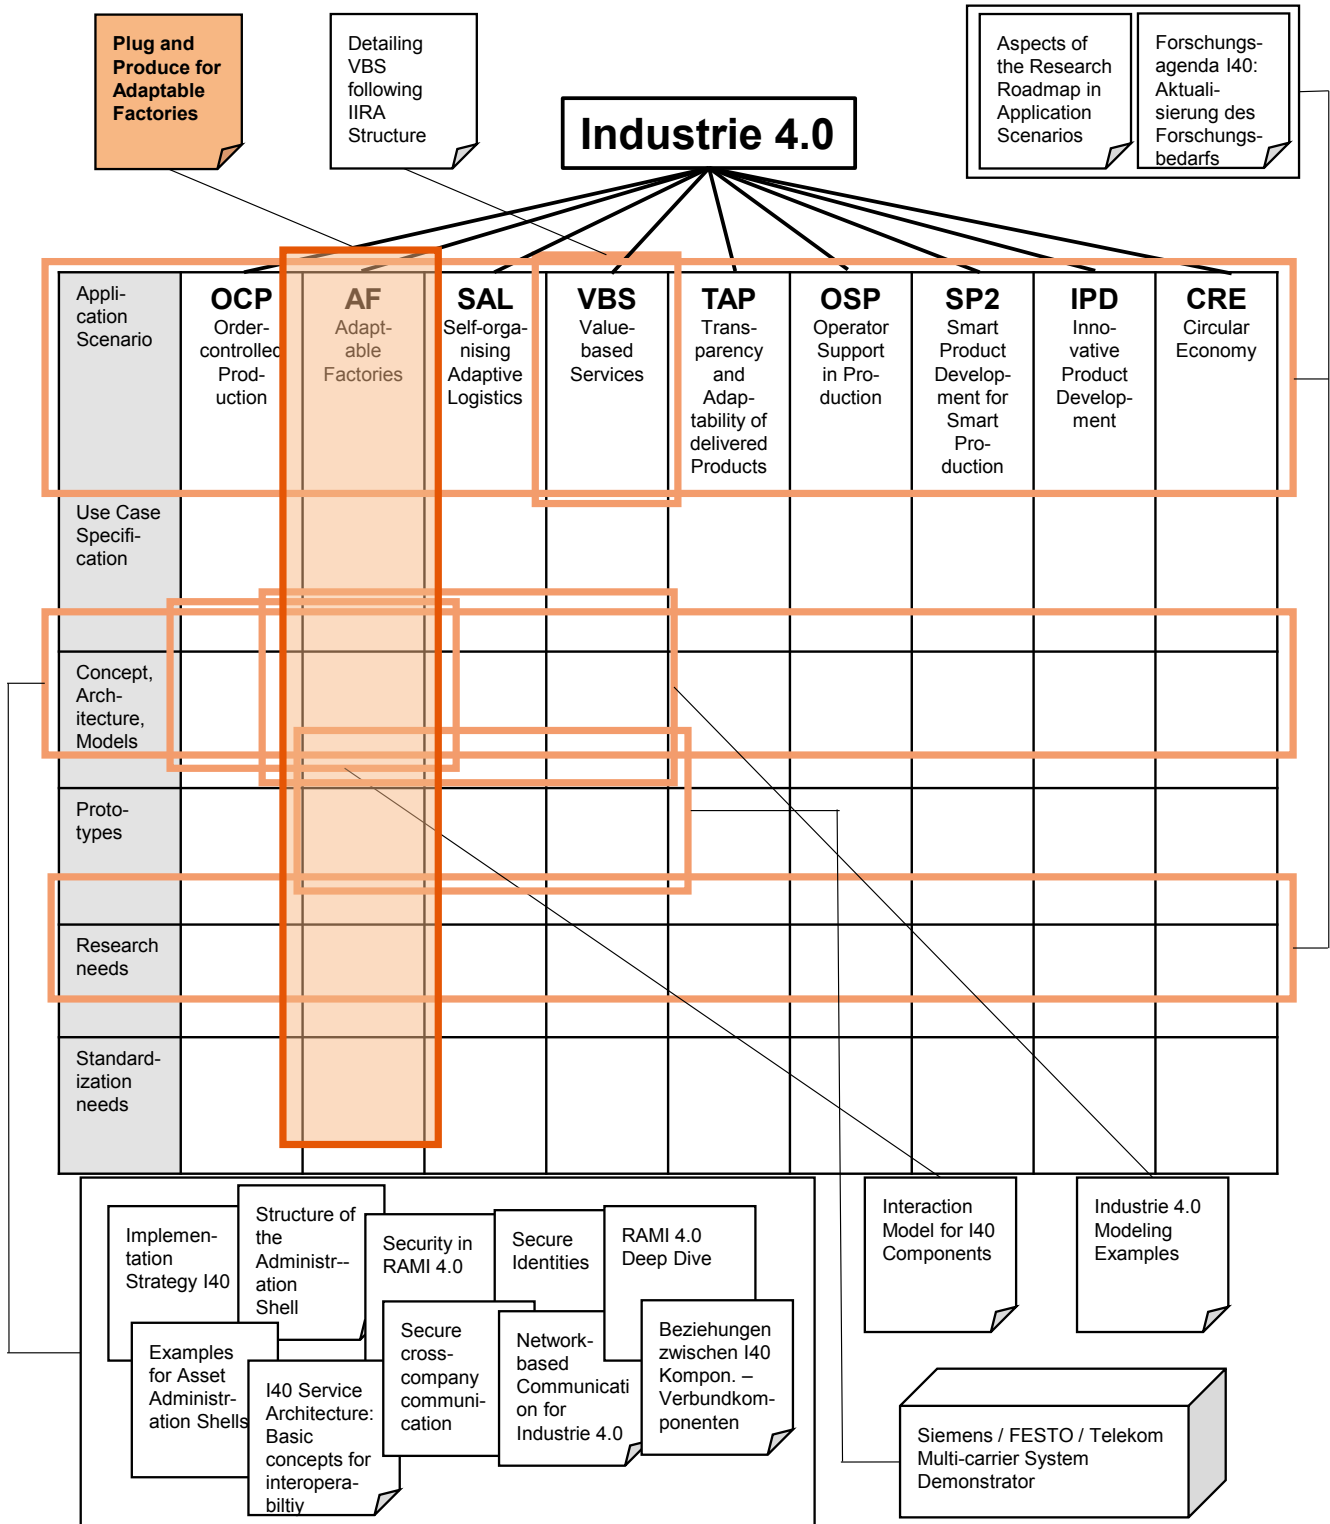 Plug and
Produce for
Adaptable
Factories
Detailing
VBS
following
IIRA
Structure
Industrie 4.0
Aspects of
the Research
Roadmap in
Application
Scenarios
Forschungs-
agenda I40:
Aktuali-
sierung des
Forschungs-
bedarfs
Appli-
cation
Scenario
OCP
Order-
controlled
Prod-
uction
AF
Adapt-
able
Factories
SAL
Self-orga-
nising
Adaptive
Logistics
VBS
Value-
based
Services
TAP
Trans-
parency
and
Adap-
tability of
delivered
Products
OSP
Operator
Support
in Pro-
duction
SP2
Smart
Product
Develop-
ment for
Smart
Pro-
duction
IPD
Inno-
vative
Product
Develop-
ment
CRE
Circular
Economy
Use Case
Specifi-
cation
Concept,
Arch-
itecture,
Models
Proto-
types
Research
needs
Standard-
ization
needs
Implemen-
tation
Strategy I40
Structure of
the
Administr--
ation
Shell
Security in
RAMI 4.0
Secure
Identities
RAMI 4.0
Deep Dive
Examples
for Asset
Administr-
ation Shells
I40 Service
Architecture:
Basic
concepts for
interopera-
biltiy
Secure
cross-
company
communi-
cation
Network-
based
Communicati
on for
Industrie 4.0
Beziehungen
zwischen I40
Kompon. –
Verbundkom-
ponenten
Interaction
Model for I40
Components
Industrie 4.0
Modeling
Examples
Siemens / FESTO / Telekom
Multi-carrier System
Demonstrator